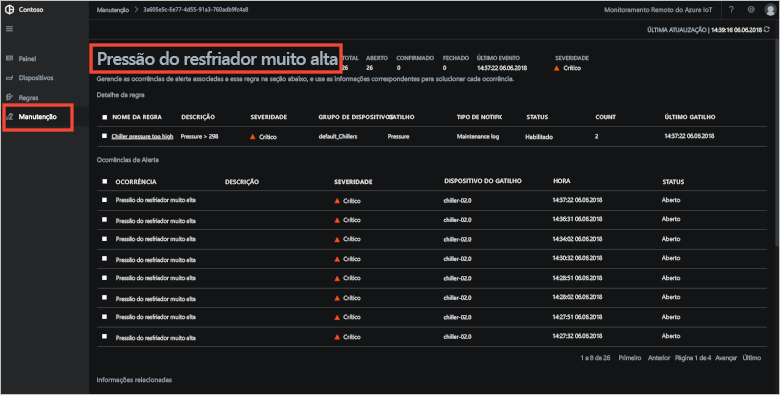 Contoso
Manutenção > 3a605e5c-5e77-4d55-91a3-760adb9fc4a8
Monitoramento Remoto do Azure IoT
?
ÚLTIMA ATUALIZAÇÃO | 14:39:16 06.06.2018
Painel
Dispositivos
Regras
Manutenção
Pressão do resfriador muito alta
TOTAL ABERTO CONFIRMADO FECHADO ÚLTIMO EVENTO SEVERIDADE
26 26 0 0 14:37:22 06.06.2018 Crítico
Gerencie as ocorrências de alerta associadas a essa regra na seção abaixo, e use as informações correspondentes para solucionar cada ocorrência.
Detalhe da regra
NOME DA REGRA DESCRIÇÃO SEVERIDADE GRUPO DE DISPOSITIVOS GATILHO TIPO DE NOTIFIK STATUS COUNT ÚLTIMO GATILHO
Chiller pressure too high Pressure > 298 Crítico default_Chillers Pressure Maintenance log Habilitado 2 14:37:22 06.06.2018
Ocorrências de Alerta
OCORRÊNCIA DESCRIÇÃO SEVERIDADE DISPOSITIVO DO GATILHO HORA STATUS
Pressão do resfriador muito alta Crítico chiller-02.0 14:37:22 06.06.2018 Aberto
Pressão do resfriador muito alta Crítico chiller-02.0 14:36:31 06.06.2018 Aberto
Pressão do resfriador muito alta Crítico chiller-02.0 14:34:02 06.06.2018 Aberto
Pressão do resfriador muito alta Crítico chiller-02.0 14:30:32 06.06.2018 Aberto
Pressão do resfriador muito alta Crítico chiller-02.0 14:28:51 06.06.2018 Aberto
Pressão do resfriador muito alta Crítico chiller-02.0 14:28:02 06.06.2018 Aberto
Pressão do resfriador muito alta Crítico chiller-02.0 14:27:51 06.06.2018 Aberto
Pressão do resfriador muito alta Crítico chiller-02.0 14:27:32 06.06.2018 Aberto
1 a 8 de 26 Primeiro Anterior Página 1 de 4 Avançar Último
Informações relacionadas